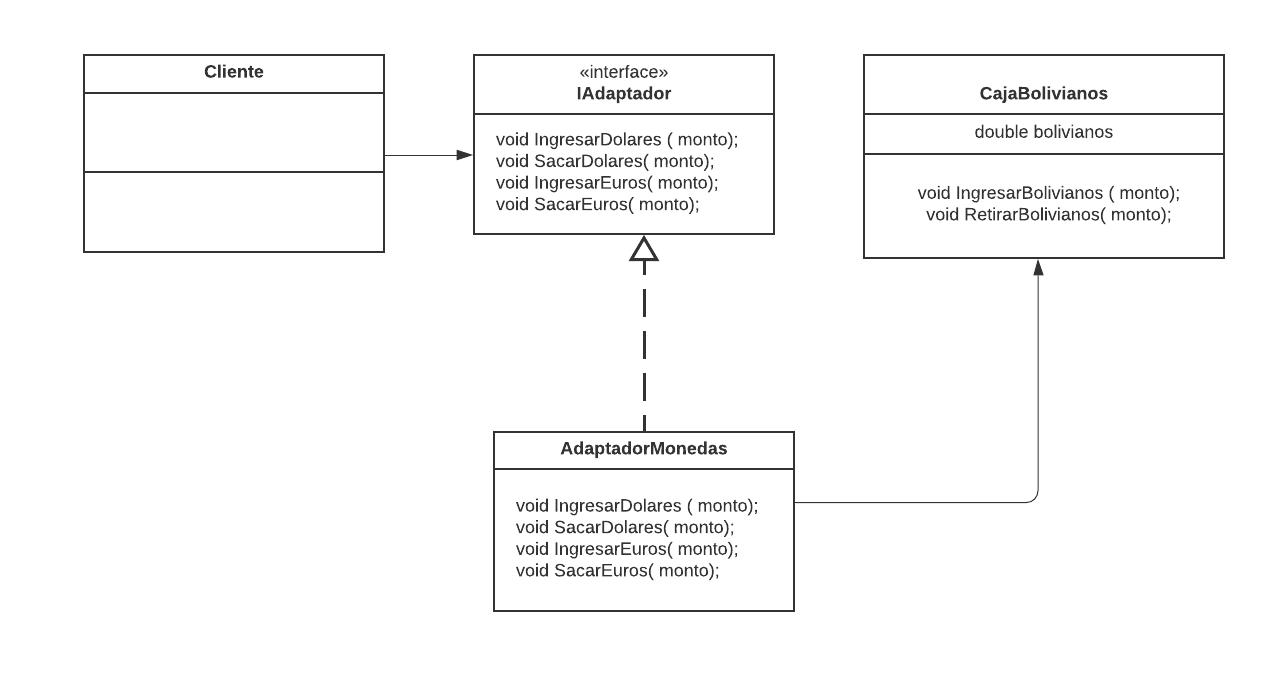 Cliente
«interface»
IAdaptador
void IngresarDolares ( monto);
void SacarDolares( monto);
void IngresarEuros( monto);
void SacarEuros( monto);
CajaBolivianos
double bolivianos
void IngresarBolivianos ( monto);
void RetirarBolivianos( monto);
AdaptadorMonedas
void IngresarDolares ( monto);
void SacarDolares( monto);
void IngresarEuros( monto);
void SacarEuros( monto);